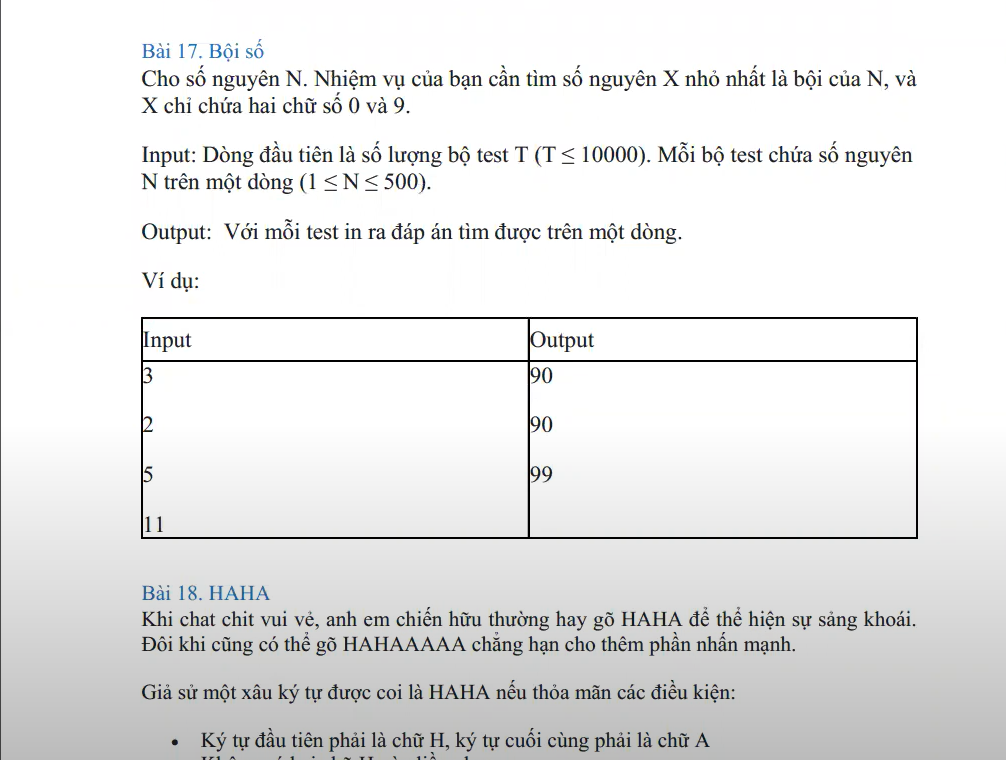 Bài 17. Bội số
Cho số nguyên N. Nhiệm vụ của bạn cần tìm số nguyên X nhỏ nhất là bội của N, và
X chỉ chứa hai chữ số 0 và 9.
Input: Dòng đầu tiên là số lượng bộ test T (T ≤ 10000). Mỗi bộ test chứa số nguyên
N trên một dòng (1 ≤ N ≤ 500).
Output:  Với mỗi test in ra đáp án tìm được trên một dòng.
Ví dụ:
Input Output
3 90
2 90
5 99
11
Bài 18. HAHA
Khi chat chit vui vẻ, anh em chiến hữu thường hay gõ HAHA để thể hiện sự sảng khoái.
Đôi khi cũng có thể gõ HAHAAAAA chẳng hạn cho thêm phần nhấn mạnh.
Giả sử một xâu ký tự được coi là HAHA nếu thỏa mãn các điều kiện:
• Ký tự đầu tiên phải là chữ H, ký tự cuối cùng phải là chữ A